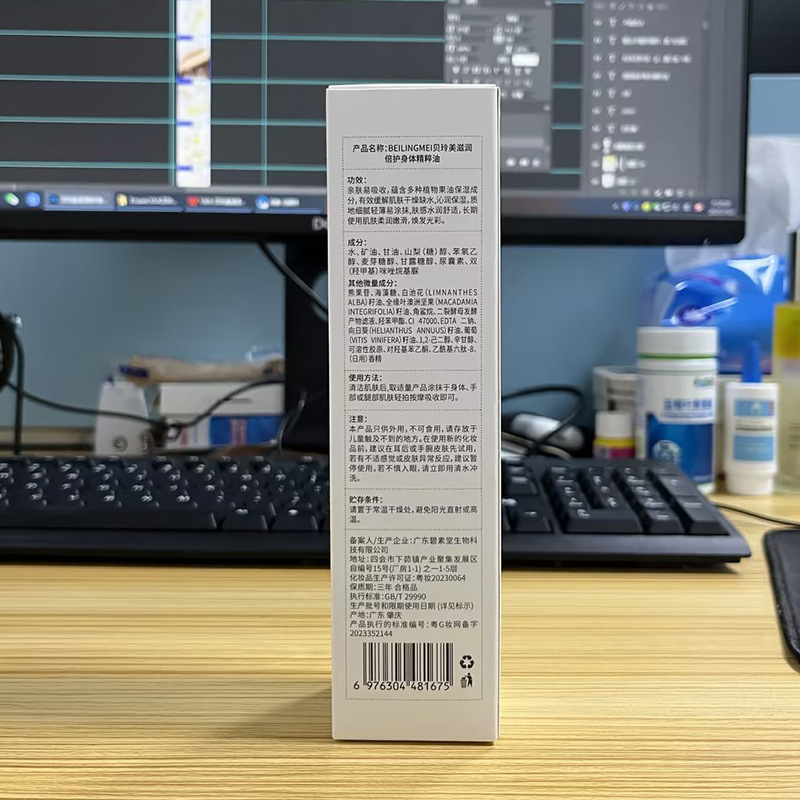 产品名称:BEILINGMEI贝玲美滋润
倍护身体精粹油
功效:
亲肤易吸收,蕴含多种植物果油保湿成
分,有效缓解肌肤干燥缺水,沁润保湿。质
地细腻轻薄易涂抹,肤感水润舒适,长期
使用肌肤柔润嫩滑,焕发光彩。
成分:
水、矿油、甘油、山梨(糖)醇、苯氧乙
醇、麦芽糖醇、甘露糖醇、尿囊素、双
(羟甲基)咪唑烷基脲
其他微量成分:
熊果苷、海藻糖、白池花(LIMNANTHES
ALBA)籽油、全缘叶澳洲坚果(MACADAMIA
INTEGRIFOLIA)籽油、角鲨烷、二裂酵母发酵
产物滤液、羟苯甲酯、CI 47000、EDTA 二钠、
向日葵(HELIANTHUS ANNUUS)籽油、葡萄
(VITIS VINIFERA)籽油、1,2-己二醇、辛甘醇、
可溶性胶原、对羟基苯乙酮、乙酰基六肽-8、
(日用)香精
使用方法:
清洁肌肤后,取适量产品涂抹于身体、手
部或腿部肌肤轻拍按摩吸收即可。
注意:
本产品只供外用,不可食用,请存放于
儿童触及不到的地方。在使用新的化妆
品前,建议在耳后或手腕皮肤先试用,
若有不适感觉或皮肤异常反应,建议暂
停使用。若不慎入眼,请立即用清水冲
洗。
贮存条件:
请置于常温干燥处,避免阳光直射或高
温。
备案人/生产企业:广东碧素堂生物科
技有限公司
地址:四会市下茆镇产业聚集发展区
自编号15号(厂房1-1)之一1-5层
化妆品生产许可证:粤妆20230064
保质期:三年 合格品
执行标准:GB/T 29990
生产批号和限期使用日期(详见标示)
产地:广东 肇庆
产品执行的标准编号:粤G妆网备字
2023352144
6 976304 481675